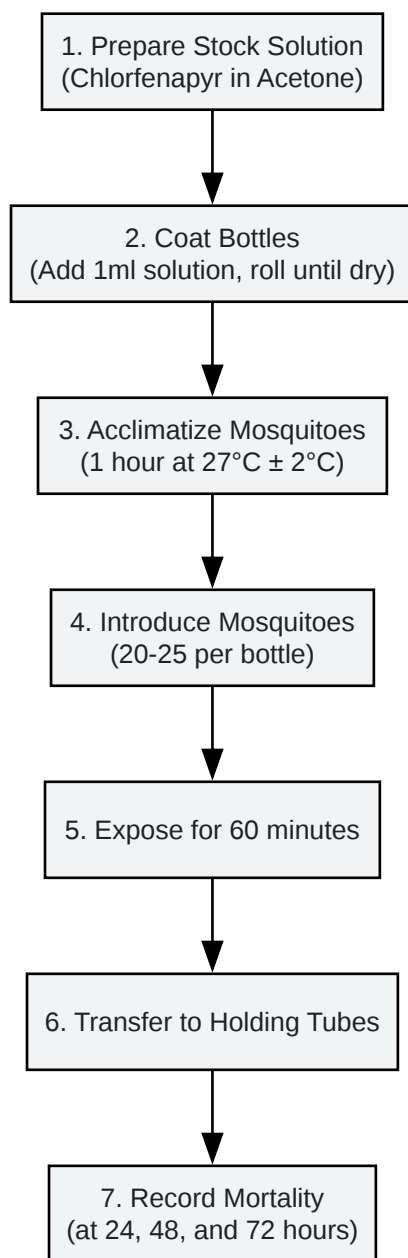 1. Prepare Stock Solution
(Chlorfenapyr in Acetone)
2. Coat Bottles
(Add 1ml solution, roll until dry)
3. Acclimatize Mosquitoes
(1 hour at 27°C ± 2°C)
4. Introduce Mosquitoes
(20-25 per bottle)
5. Expose for 60 minutes
6. Transfer to Holding Tubes
7. Record Mortality
(at 24, 48, and 72 hours)